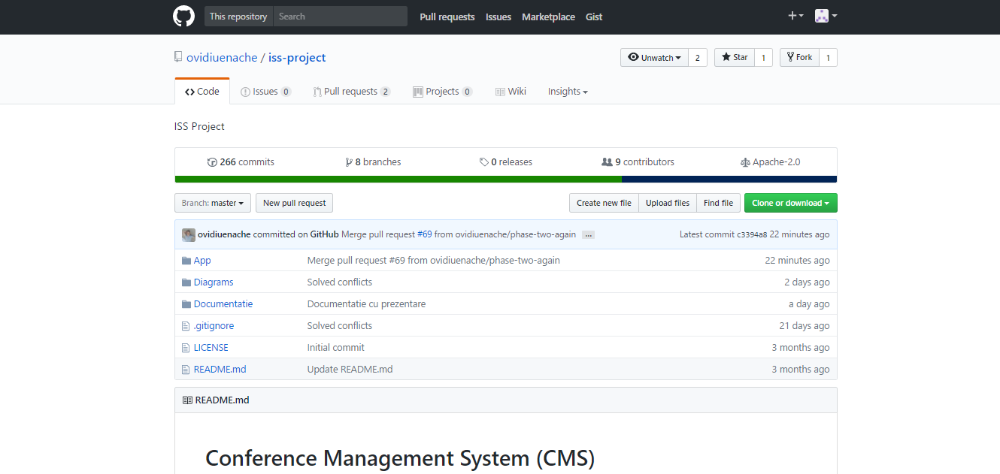 This repository Search Pull requests Issues Marketplace Gist
ovidiuenache / iss-project Unwatch 2 Star 1 Fork 1
Code Issues 0 Pull requests 2 Projects 0 Wiki Insights
ISS Project
266 commits 8 branches 0 releases 9 contributors Apache-2.0
Branch: master New pull request Create new file Upload files Find file Clone or download
ovidiuenache committed on GitHub Merge pull request #69 from ovidiuenache/phase-two-again ... Latest commit c3394a8 22 minutes ago
App Merge pull request #69 from ovidiuenache/phase-two-again 22 minutes ago
Diagrams Solved conflicts 2 days ago
Documentatie Documentatie cu prezentare a day ago
.gitignore Solved conflicts 21 days ago
LICENSE Initial commit 3 months ago
README.md Update README.md 3 months ago
README.md
Conference Management System (CMS)